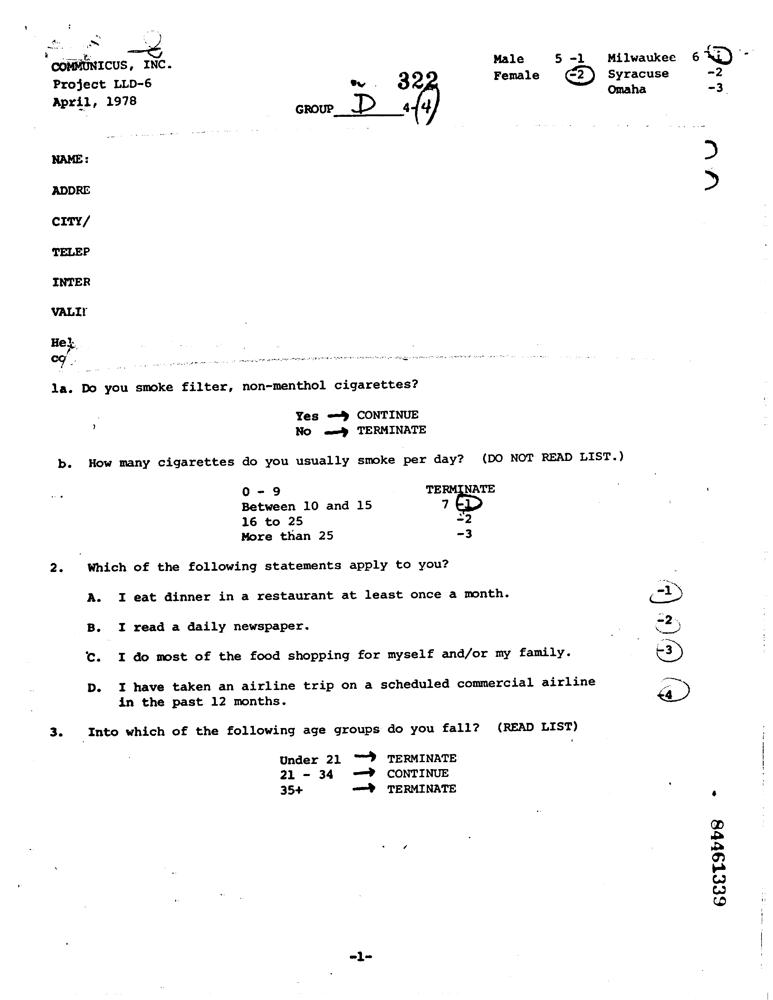 COMMUNICUS, INC.
Project LLD-6
April, 1978
322
GROUP D 4-(4)
Male 5 -1 Milwaukee 6 -1
Female -2 Syracuse -2
Omaha -3
NAME:
ADDRE
CITY/
TELEP
INTER
VALI
Hel
1a. Do you smoke filter, non-menthol cigarettes?
Yes → CONTINUE
No → TERMINATE
b. How many cigarettes do you usually smoke per day? (DO NOT READ LIST.)
0 - 9 TERMINATE
Between 10 and 15 7 -1
16 to 25 -2
More than 25 -3
2. Which of the following statements apply to you?
A. I eat dinner in a restaurant at least once a month. -1
B. I read a daily newspaper. -2
C. I do most of the food shopping for myself and/or my family. -3
D. I have taken an airline trip on a scheduled commercial airline
in the past 12 months. -4
3. Into which of the following age groups do you fall? (READ LIST)
Under 21 → TERMINATE
21 - 34 → CONTINUE
35+ → TERMINATE
84461339
-1-